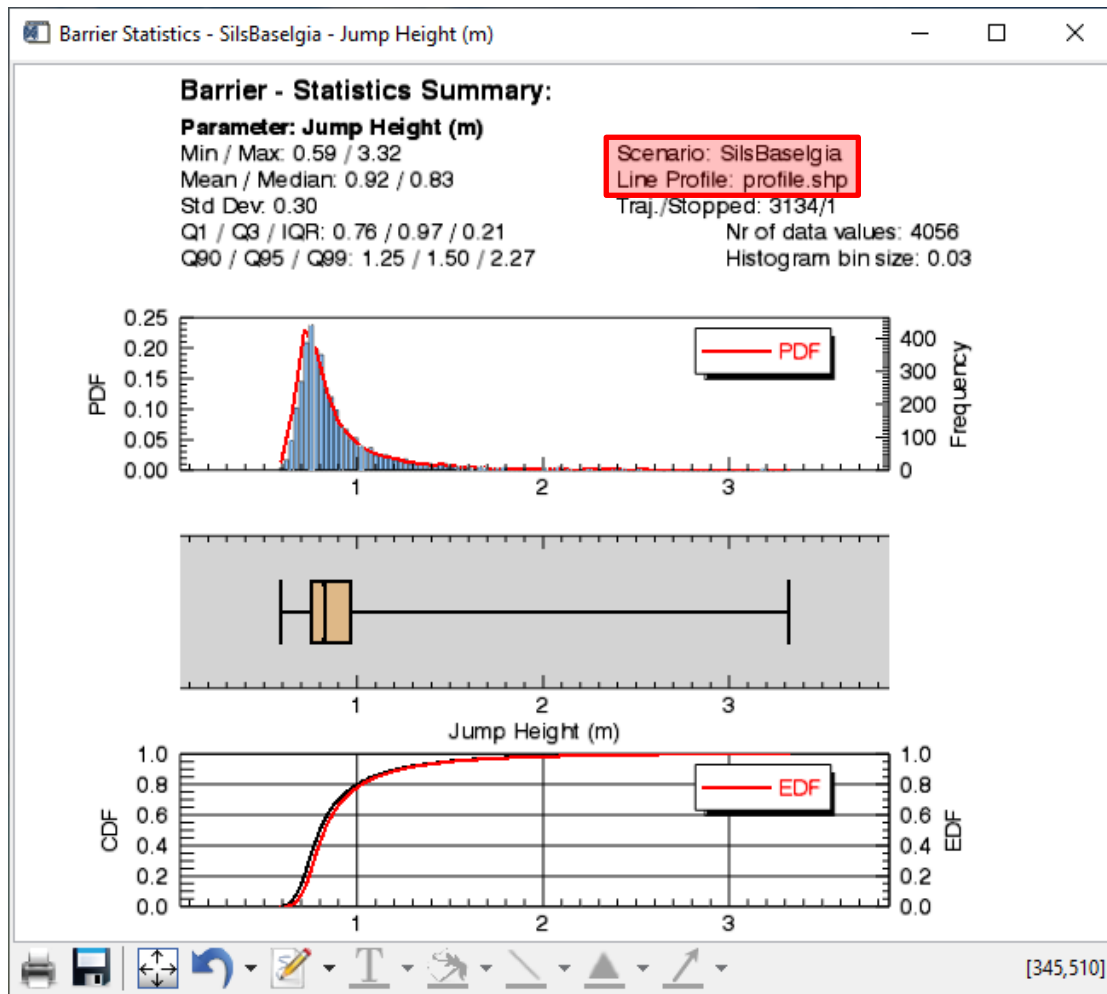 Barrier Statistics - SilsBaselgia - Jump Height (m)
Barrier - Statistics Summary:
Parameter: Jump Height (m)
Min / Max: 0.59 / 3.32
Scenario: SilsBaselgia
Mean / Median: 0.92 / 0.83
Line Profile: profile.shp
Std Dev: 0.30
Traj./Stopped: 3134/1
Q1 / Q3 / IQR: 0.76 / 0.97 / 0.21
Nr of data values: 4056
Q90 / Q95 / Q99: 1.25 / 1.50 / 2.27
Histogram bin size: 0.03
PDF
0.25
0.20
0.15
0.10
0.05
0.00
PDF
400
300
200
100
0
Frequency
1 2 3
1 2 3
Jump Height (m)
CDF
1.0
0.8
0.6
0.4
0.2
0.0
EDF
1.0
0.8
0.6
0.4
0.2
0.0
EDF
1 2 3
T
[345,510]